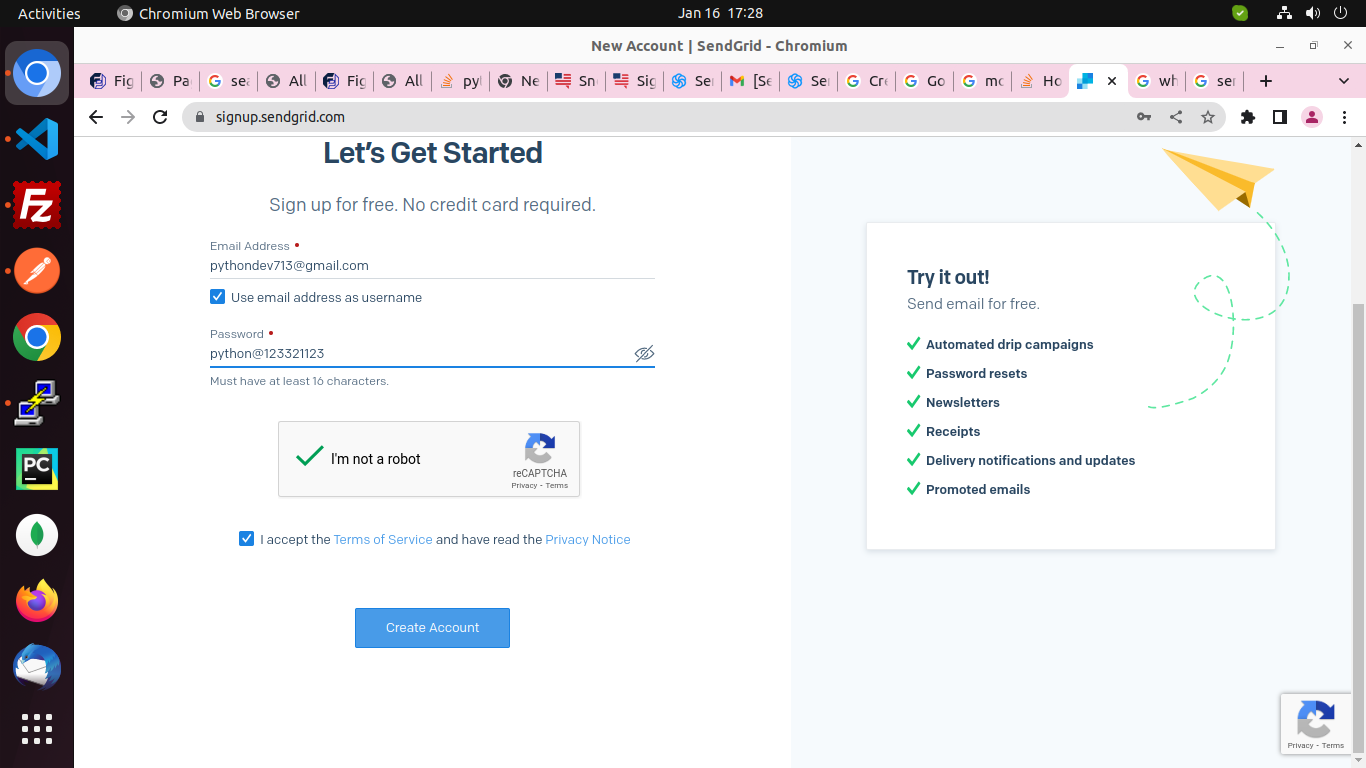 Activities Chromium Web Browser Jan 16 17:28
New Account | SendGrid - Chromium
Fig Pa sea All Fig All pyt Ne Sno Sig Ser [Se Ser Cre Go mo Ho wh ser
signup.sendgrid.com
Let's Get Started
Sign up for free. No credit card required.
Email Address
pythondev713@gmail.com
Use email address as username
Password
python@123321123
Must have at least 16 characters.
I'm not a robot
reCAPTCHA
Privacy - Terms
I accept the Terms of Service and have read the Privacy Notice
Create Account
Try it out!
Send email for free.
Automated drip campaigns
Password resets
Newsletters
Receipts
Delivery notifications and updates
Promoted emails
Privacy - Terms
Fz
PC